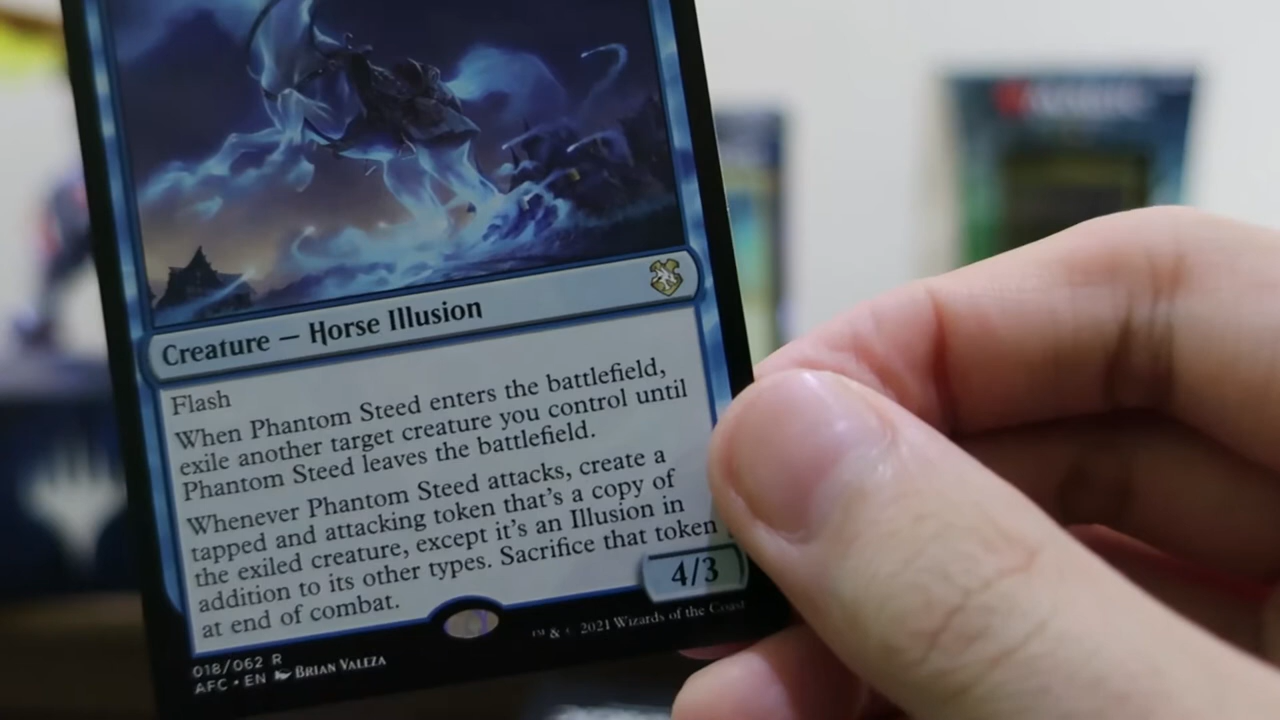 Creature — Horse Illusion
Flash
When Phantom Steed enters the battlefield,
exile another target creature you control until
Phantom Steed leaves the battlefield.
Whenever Phantom Steed attacks, create a
tapped and attacking token that's a copy of
the exiled creature, except it's an Illusion in
addition to its other types. Sacrifice that token
at end of combat.
4/3
018/062 R
™ & © 2021 Wizards of the Coast
AFC • EN Brian Valeza